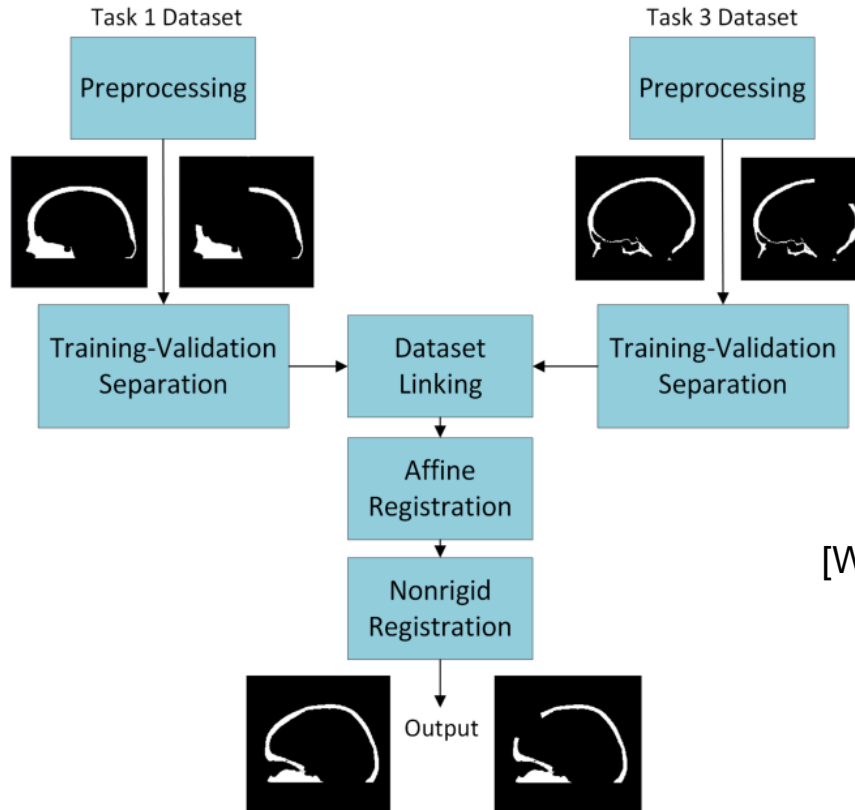 Task 1 Dataset
Task 3 Dataset
Preprocessing
Preprocessing
Training-Validation
Separation
Dataset
Linking
Training-Validation
Separation
Affine
Registration
Nonrigid
Registration
Output
[W